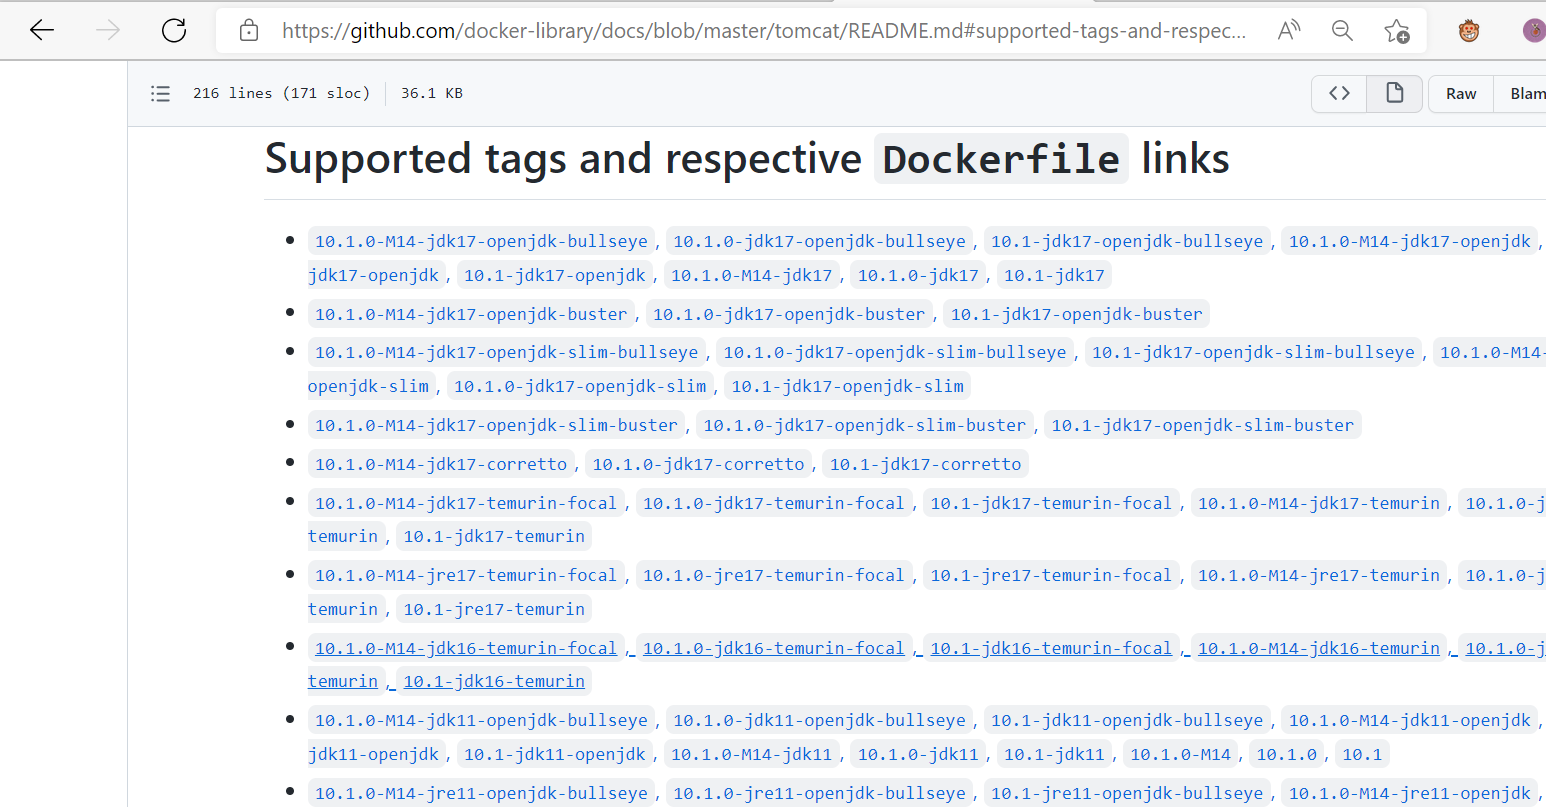 https://github.com/docker-library/docs/blob/master/tomcat/README.md#supported-tags-and-respec...
216 lines (171 sloc) 36.1 KB Raw Blam
Supported tags and respective Dockerfile links
10.1.0-M14-jdk17-openjdk-bullseye, 10.1.0-jdk17-openjdk-bullseye, 10.1-jdk17-openjdk-bullseye, 10.1.0-M14-jdk17-openjdk,
jdk17-openjdk, 10.1-jdk17-openjdk, 10.1.0-M14-jdk17, 10.1.0-jdk17, 10.1-jdk17
10.1.0-M14-jdk17-openjdk-buster, 10.1.0-jdk17-openjdk-buster, 10.1-jdk17-openjdk-buster
10.1.0-M14-jdk17-openjdk-slim-bullseye, 10.1.0-jdk17-openjdk-slim-bullseye, 10.1-jdk17-openjdk-slim-bullseye, 10.1.0-M14-
openjdk-slim, 10.1.0-jdk17-openjdk-slim, 10.1-jdk17-openjdk-slim
10.1.0-M14-jdk17-openjdk-slim-buster, 10.1.0-jdk17-openjdk-slim-buster, 10.1-jdk17-openjdk-slim-buster
10.1.0-M14-jdk17-corretto, 10.1.0-jdk17-corretto, 10.1-jdk17-corretto
10.1.0-M14-jdk17-temurin-focal, 10.1.0-jdk17-temurin-focal, 10.1-jdk17-temurin-focal, 10.1.0-M14-jdk17-temurin, 10.1.0-j
temurin, 10.1-jdk17-temurin
10.1.0-M14-jre17-temurin-focal, 10.1.0-jre17-temurin-focal, 10.1-jre17-temurin-focal, 10.1.0-M14-jre17-temurin, 10.1.0-j
temurin, 10.1-jre17-temurin
10.1.0-M14-jdk16-temurin-focal, 10.1.0-jdk16-temurin-focal, 10.1-jdk16-temurin-focal, 10.1.0-M14-jdk16-temurin, 10.1.0-j
temurin, 10.1-jdk16-temurin
10.1.0-M14-jdk11-openjdk-bullseye, 10.1.0-jdk11-openjdk-bullseye, 10.1-jdk11-openjdk-bullseye, 10.1.0-M14-jdk11-openjdk,
jdk11-openjdk, 10.1-jdk11-openjdk, 10.1.0-M14-jdk11, 10.1.0-jdk11, 10.1-jdk11, 10.1.0-M14, 10.1.0, 10.1
10.1.0-M14-jre11-openjdk-bullseye, 10.1.0-jre11-openjdk-bullseye, 10.1-jre11-openjdk-bullseye, 10.1.0-M14-jre11-openjdk,